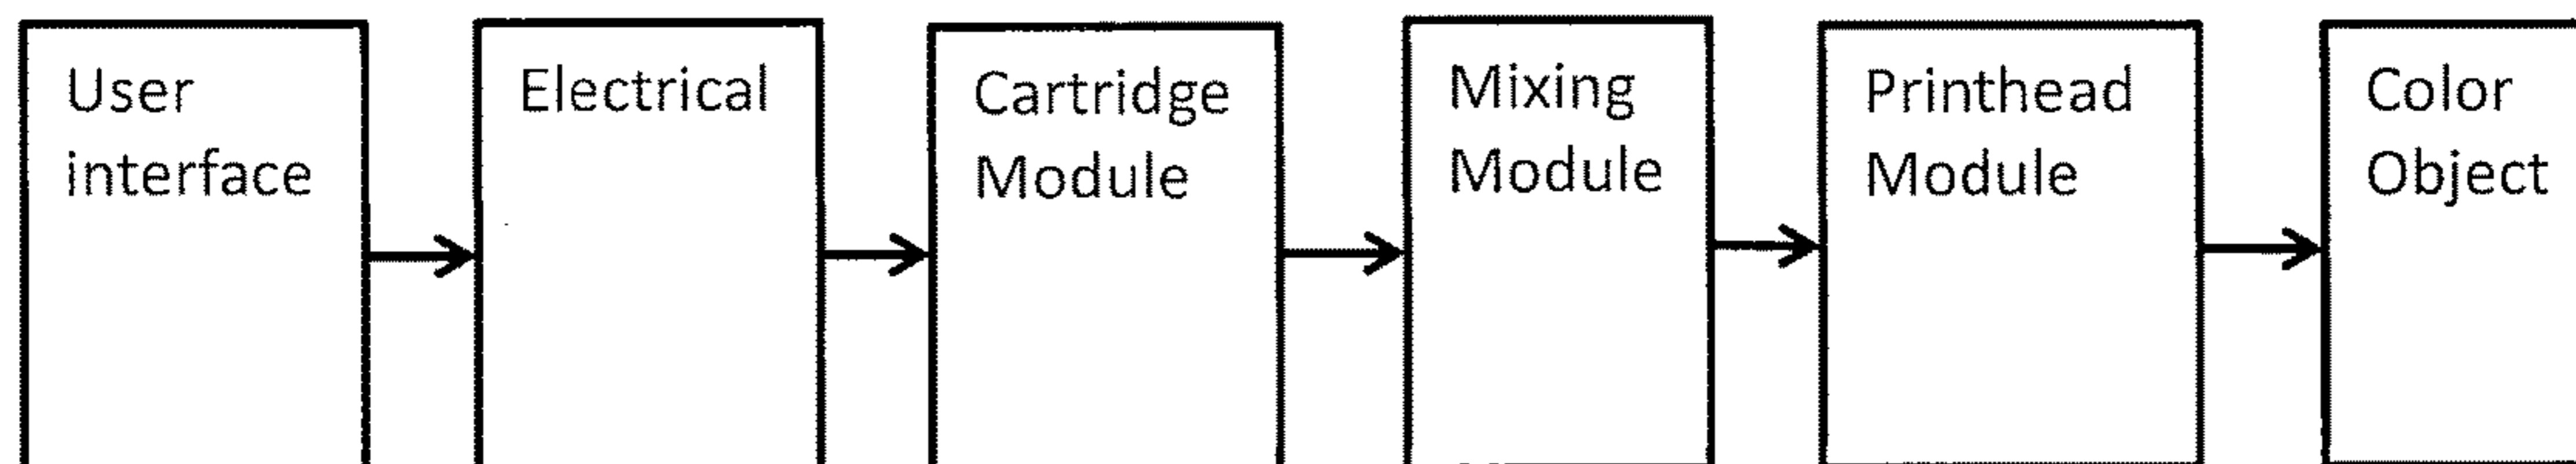 User
interface
Electrical
Cartridge
Module
Mixing
Module
Printhead
Module
Color
Object